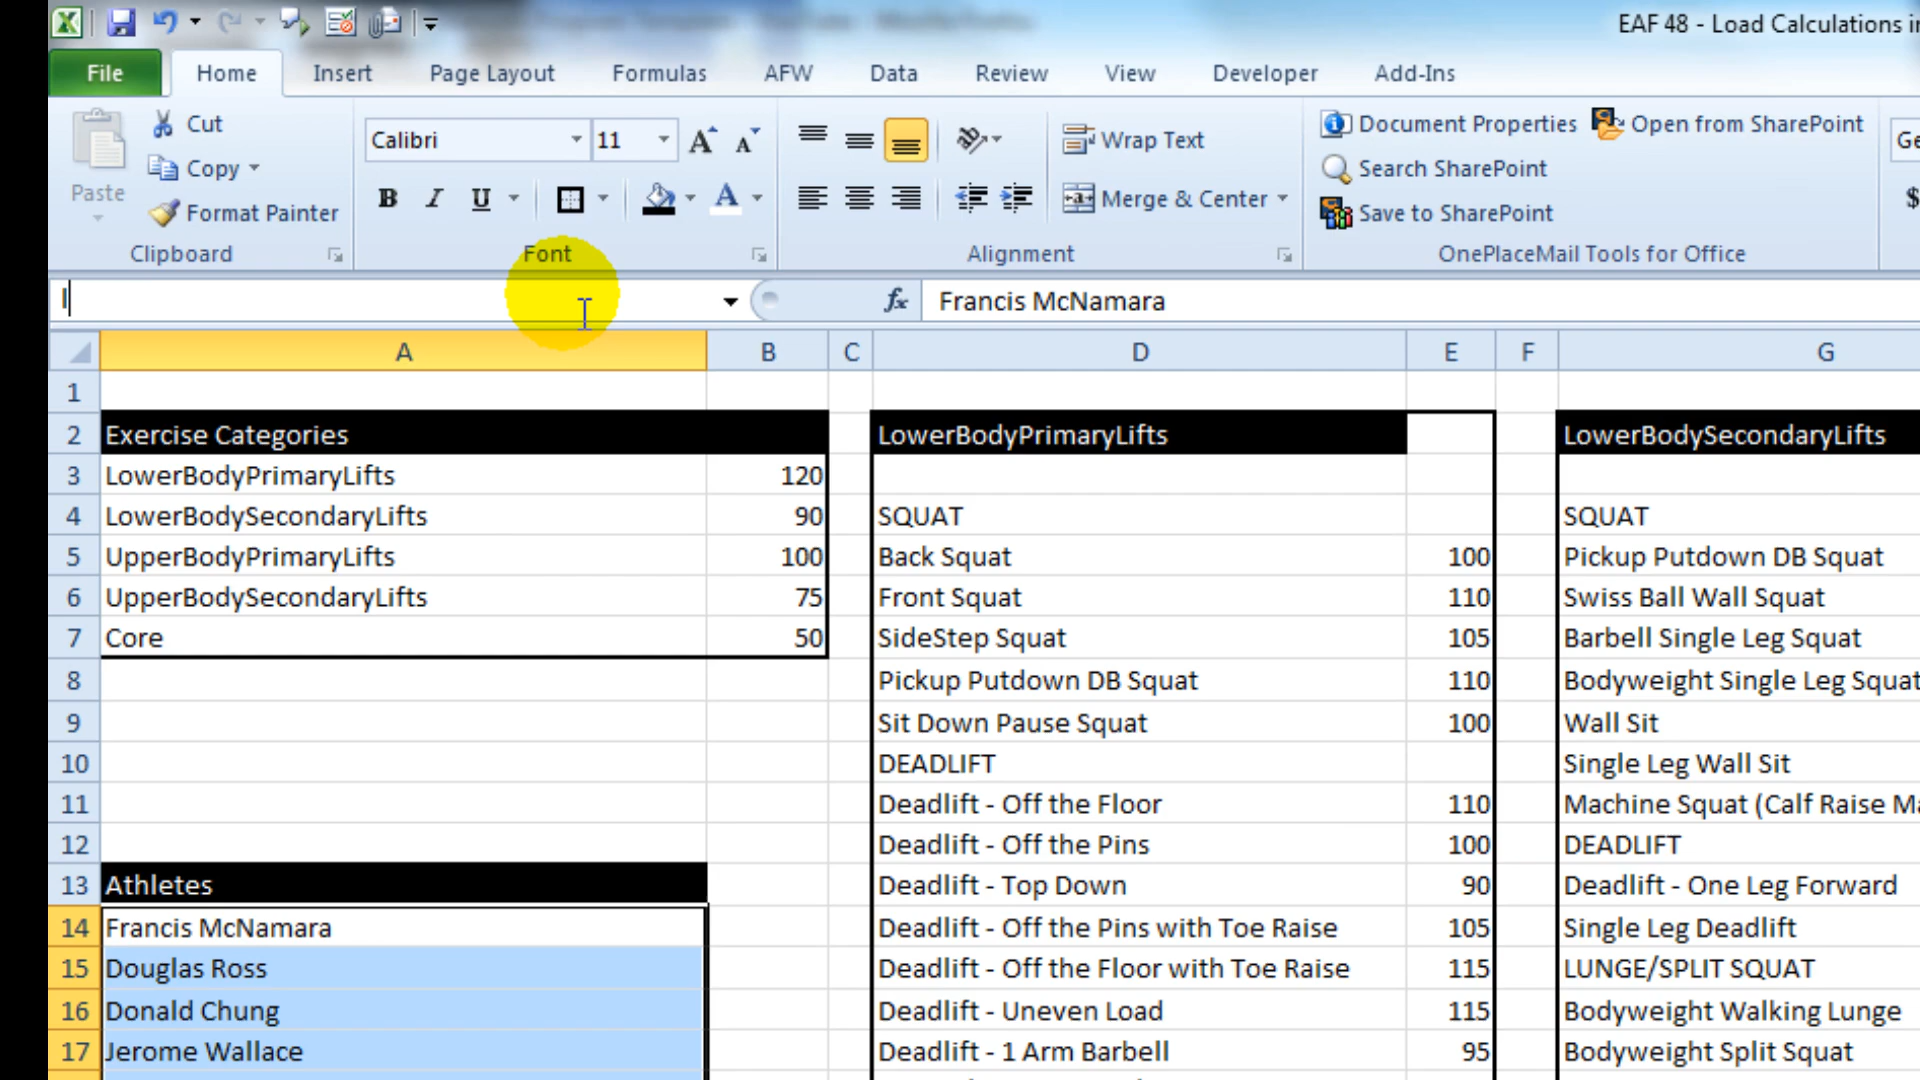 EAF 48 - Load Calculations i
File Home Insert Page Layout Formulas AFW Data Review View Developer Add-Ins
Cut
Copy
Paste
Format Painter
Clipboard
Calibri 11
B I U A
Font
Wrap Text
Merge & Center
Alignment
Document Properties Open from SharePoint
Search SharePoint
Save to SharePoint
OnePlaceMail Tools for Office
Ge
$
fx Francis McNamara
A B C D E F G
1
2 Exercise Categories LowerBodyPrimaryLifts LowerBodySecondaryLifts
3 LowerBodyPrimaryLifts 120
4 LowerBodySecondaryLifts 90 SQUAT SQUAT
5 UpperBodyPrimaryLifts 100 Back Squat 100 Pickup Putdown DB Squat
6 UpperBodySecondaryLifts 75 Front Squat 110 Swiss Ball Wall Squat
7 Core 50 SideStep Squat 105 Barbell Single Leg Squat
8 Pickup Putdown DB Squat 110 Bodyweight Single Leg Squat
9 Sit Down Pause Squat 100 Wall Sit
10 DEADLIFT Single Leg Wall Sit
11 Deadlift - Off the Floor 110 Machine Squat (Calf Raise Ma
12 Deadlift - Off the Pins 100 DEADLIFT
13 Athletes Deadlift - Top Down 90 Deadlift - One Leg Forward
14 Francis McNamara Deadlift - Off the Pins with Toe Raise 105 Single Leg Deadlift
15 Douglas Ross Deadlift - Off the Floor with Toe Raise 115 LUNGE/SPLIT SQUAT
16 Donald Chung Deadlift - Uneven Load 115 Bodyweight Walking Lunge
17 Jerome Wallace Deadlift - 1 Arm Barbell 95 Bodyweight Split Squat